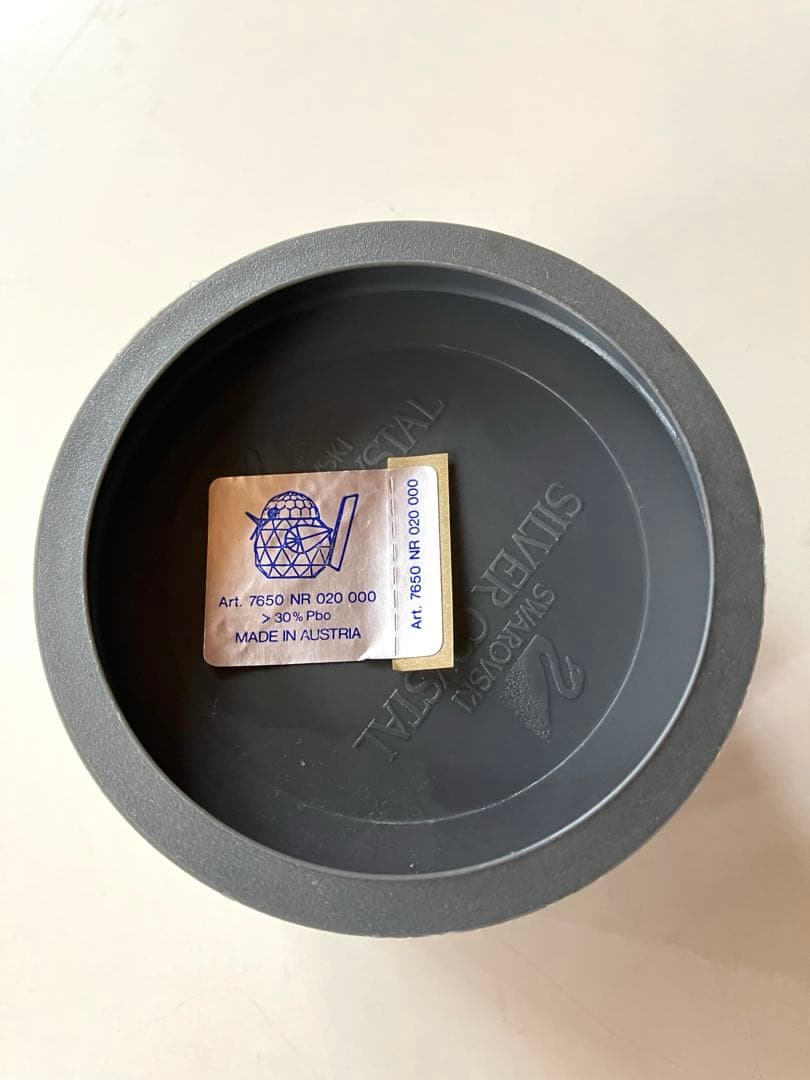 Art. 7650 NR 020 000
> 30% Pbo
MADE IN AUSTRIA
Art. 7650 NR 020 000
SWAROVSKI
SILVER CRYSTAL